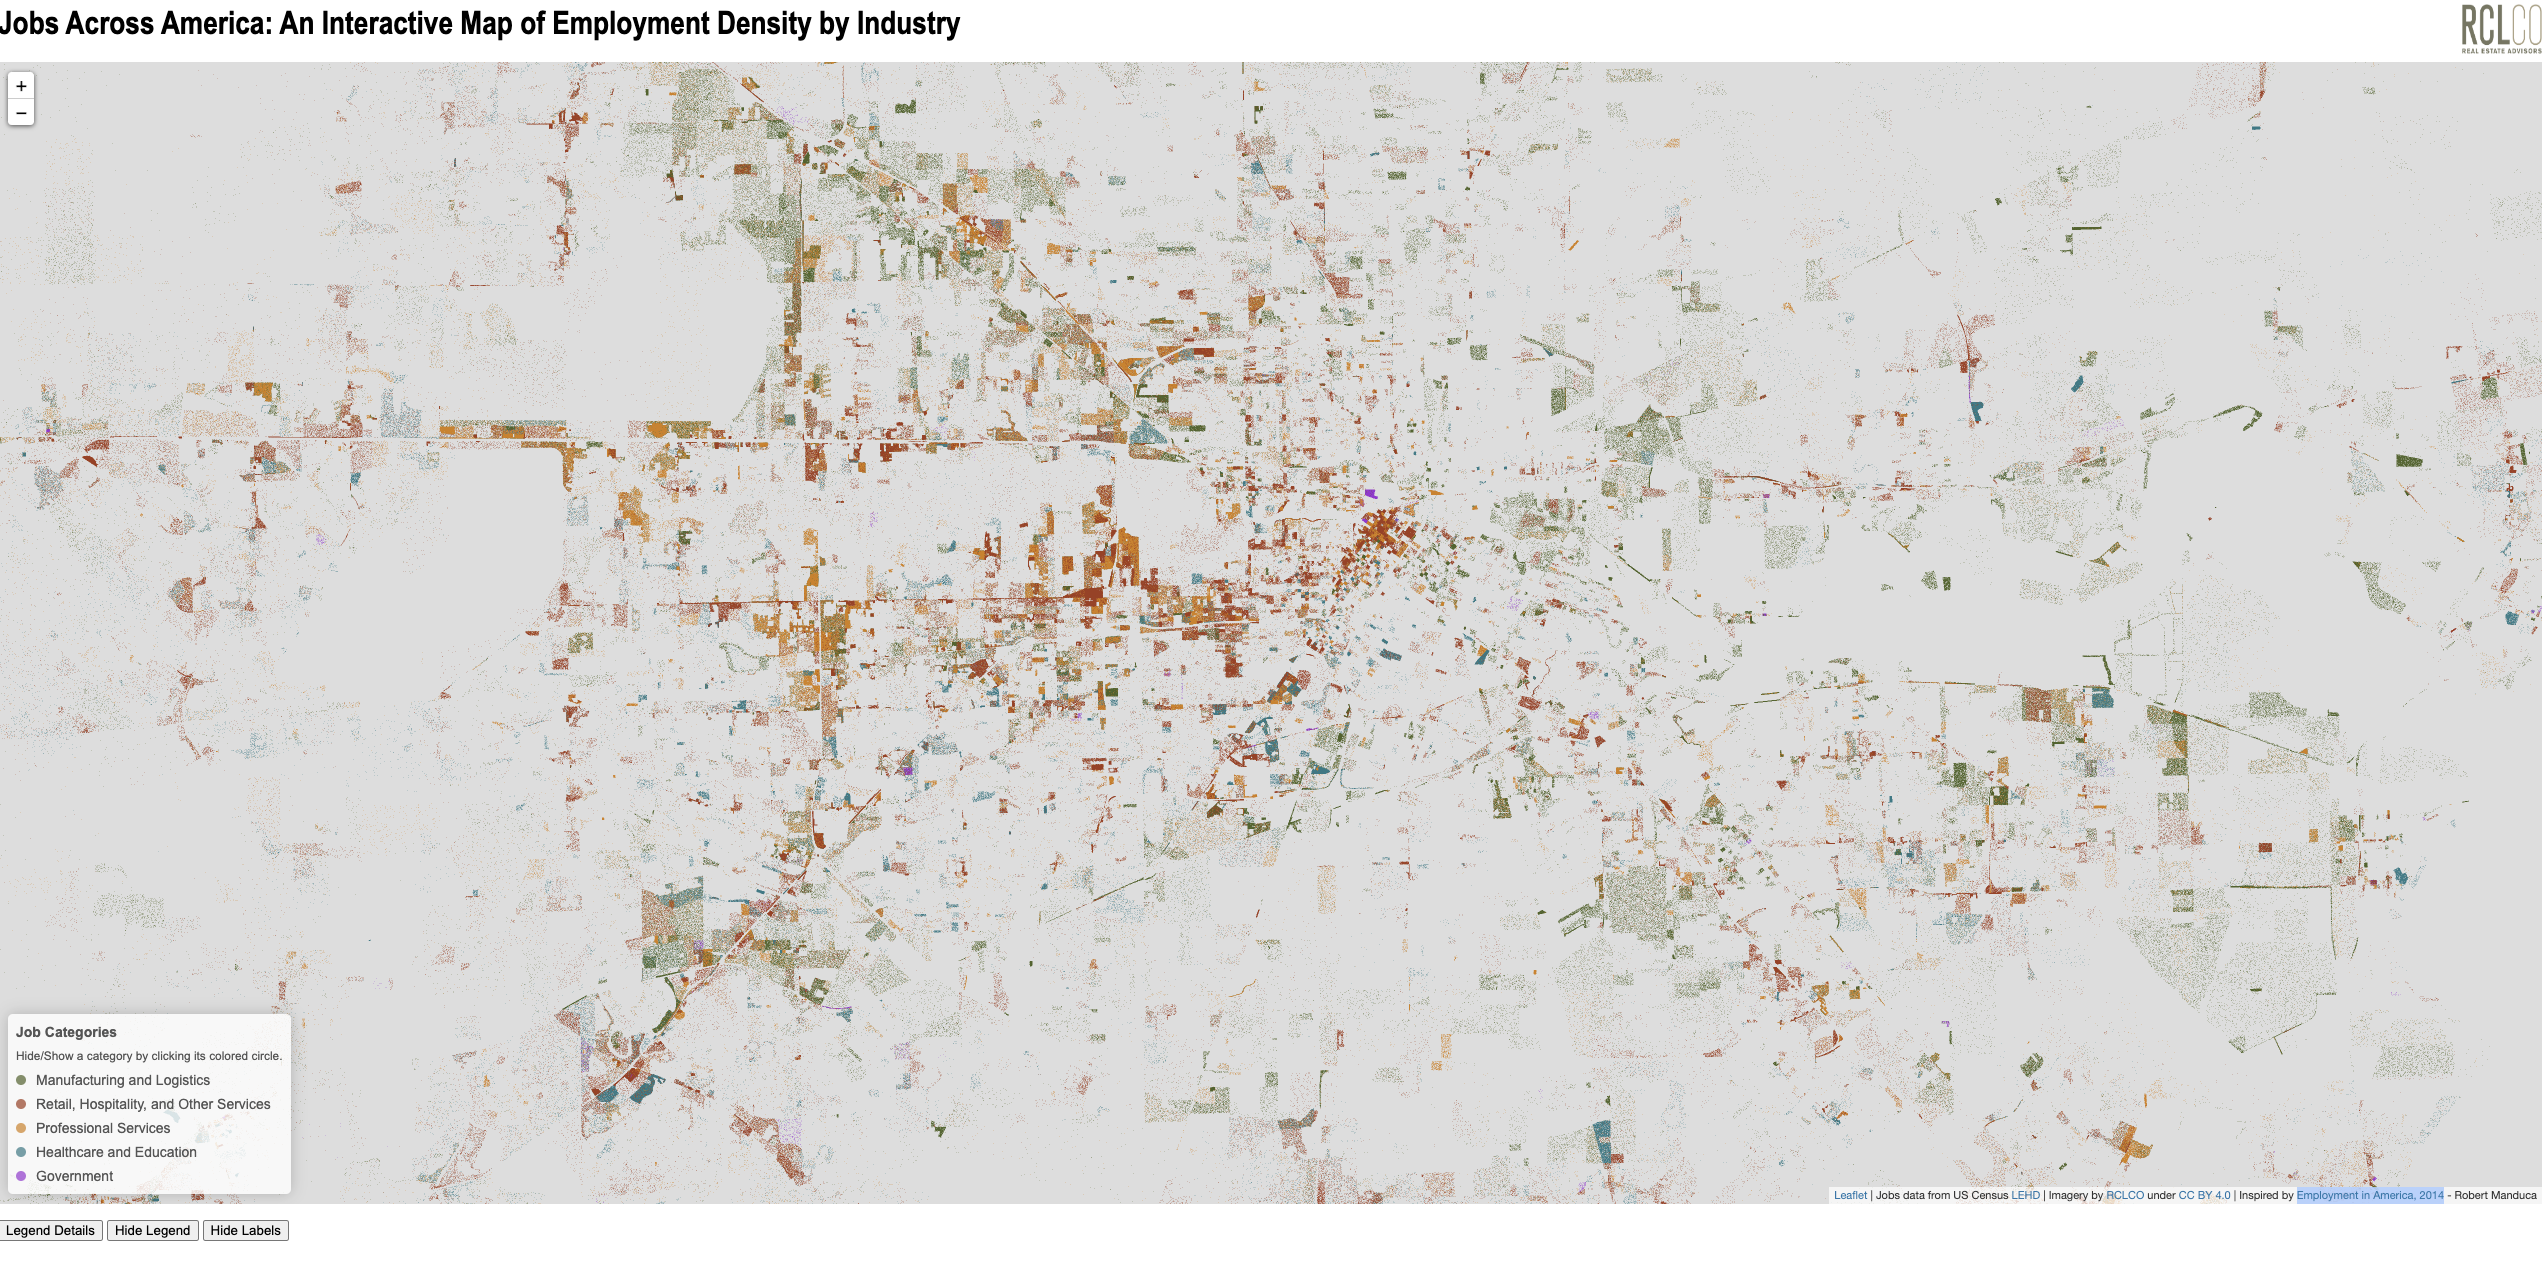 Jobs Across America: An Interactive Map of Employment Density by Industry
RCLCO
REAL ESTATE ADVISORS
+
−
Job Categories
Hide/Show a category by clicking its colored circle.
Manufacturing and Logistics
Retail, Hospitality, and Other Services
Professional Services
Healthcare and Education
Government
Leaflet | Jobs data from US Census LEHD | Imagery by RCLCO under CC BY 4.0 | Inspired by Employment in America, 2014 - Robert Manduca
Legend Details
Hide Legend
Hide Labels